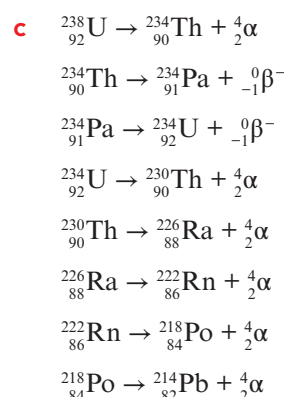 c ²³⁸₉₂U → ²³⁴₉₀Th + ⁴₂α
²³⁴₉₀Th → ²³⁴₉₁Pa + ⁰₋₁β⁻
²³⁴₉₁Pa → ²³⁴₉₂U + ⁰₋₁β⁻
²³⁴₉₂U → ²³⁰₉₀Th + ⁴₂α
²³⁰₉₀Th → ²²⁶₈₈Ra + ⁴₂α
²²⁶₈₈Ra → ²²²₈₆Rn + ⁴₂α
²²²₈₆Rn → ²¹⁸₈₄Po + ⁴₂α
²¹⁸₈₄Po → ²¹⁴₈₂Pb + ⁴₂α